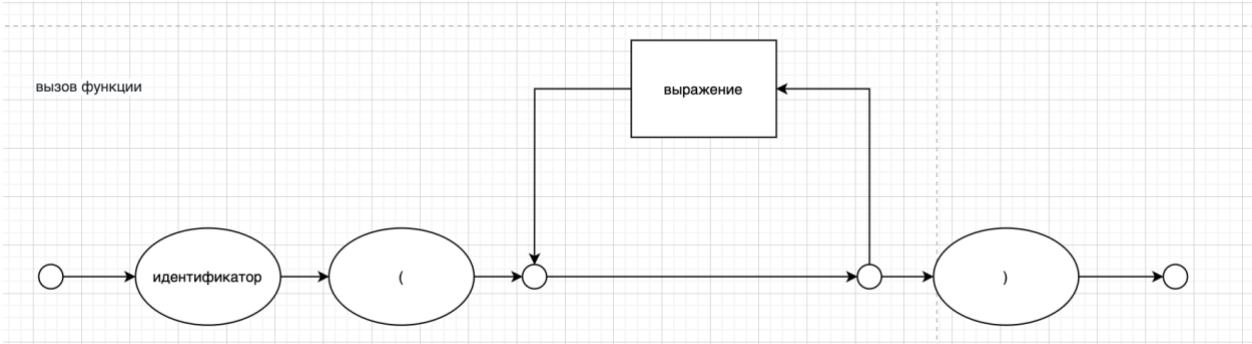 вызов функции
выражение
идентификатор
(
)